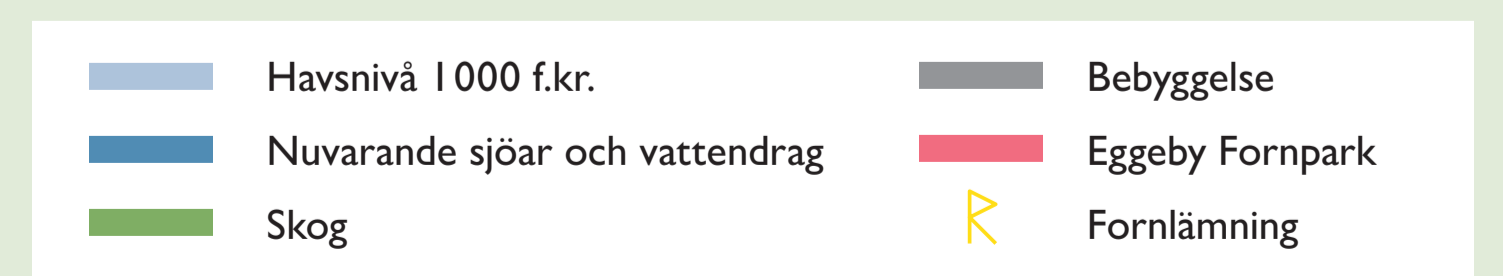 Havsnivå 1000 f.kr.
Nuvarande sjöar och vattendrag
Skog
Bebyggelse
Eggeby Fornpark
Fornlämning